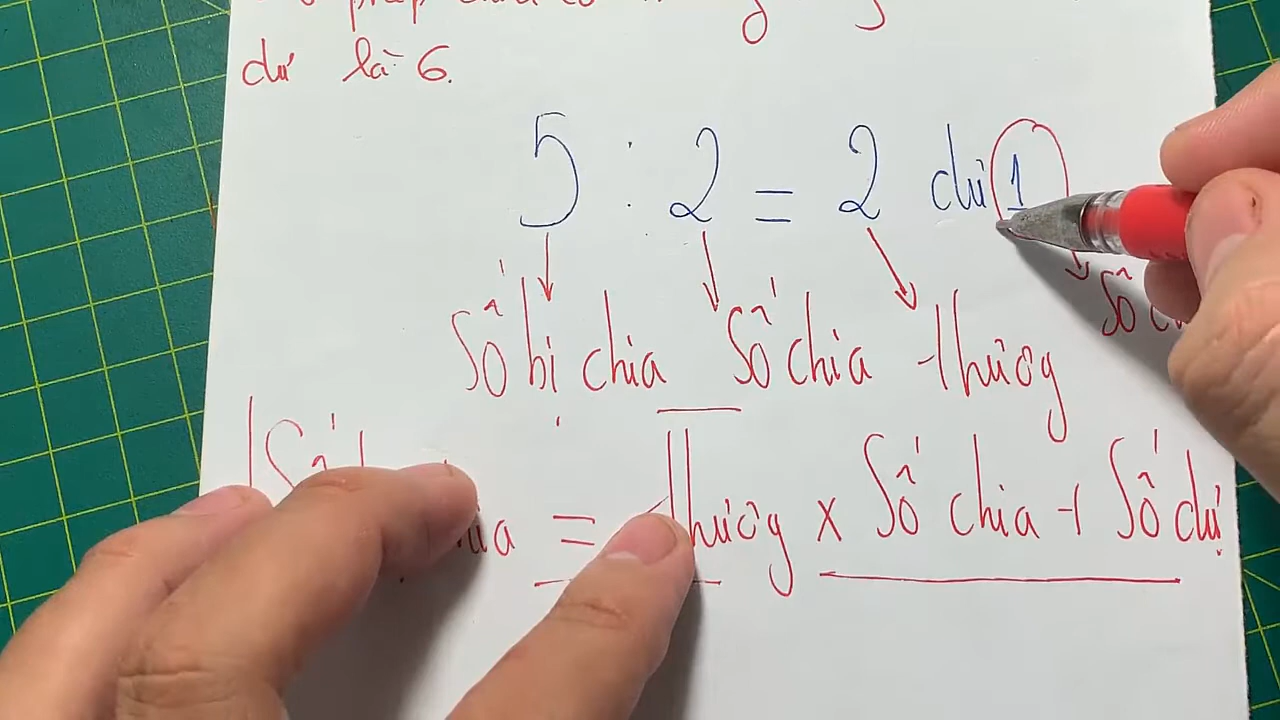 dư là 6.
5 : 2 = 2 dư 1
Số bị chia Số chia Thương Số
= Thương x Số chia + Số dư